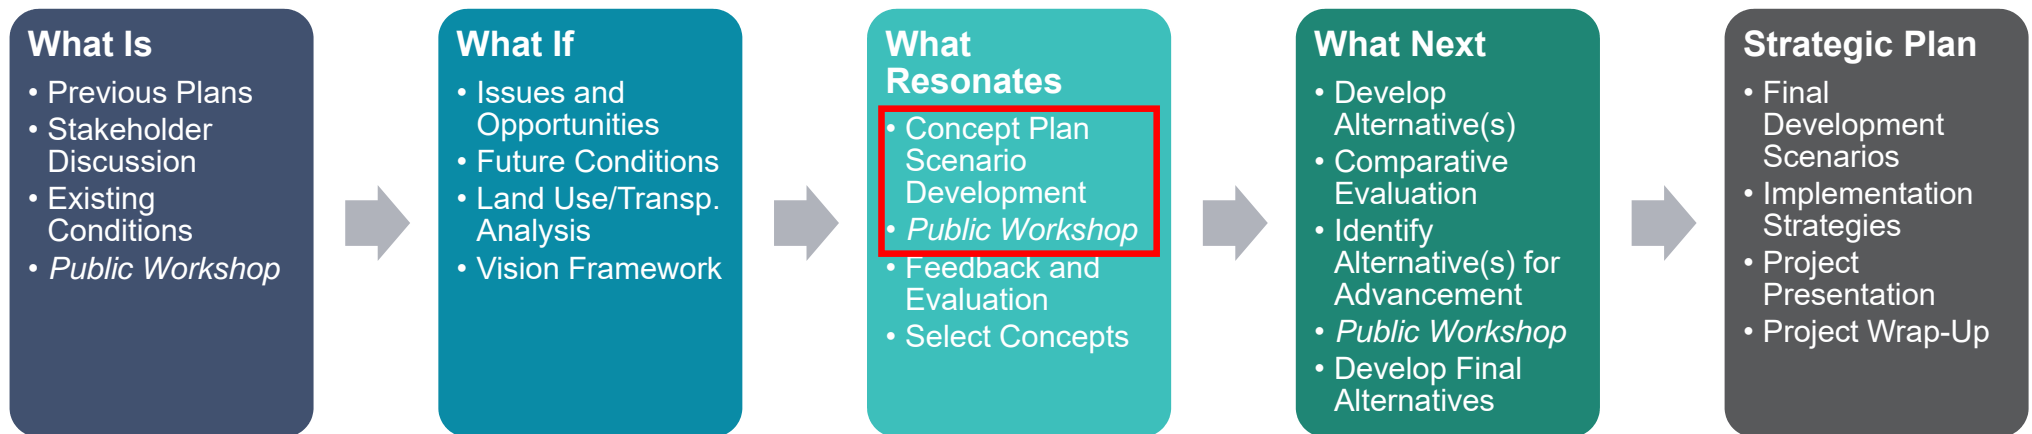 What Is
• Previous Plans
• Stakeholder
Discussion
• Existing
Conditions
• Public Workshop
What If
• Issues and
Opportunities
• Future Conditions
• Land Use/Transp.
Analysis
• Vision Framework
What
Resonates
• Concept Plan
Scenario
Development
• Public Workshop
• Feedback and
Evaluation
• Select Concepts
What Next
• Develop
Alternative(s)
• Comparative
Evaluation
• Identify
Alternative(s) for
Advancement
• Public Workshop
• Develop Final
Alternatives
Strategic Plan
• Final
Development
Scenarios
• Implementation
Strategies
• Project
Presentation
• Project Wrap-Up